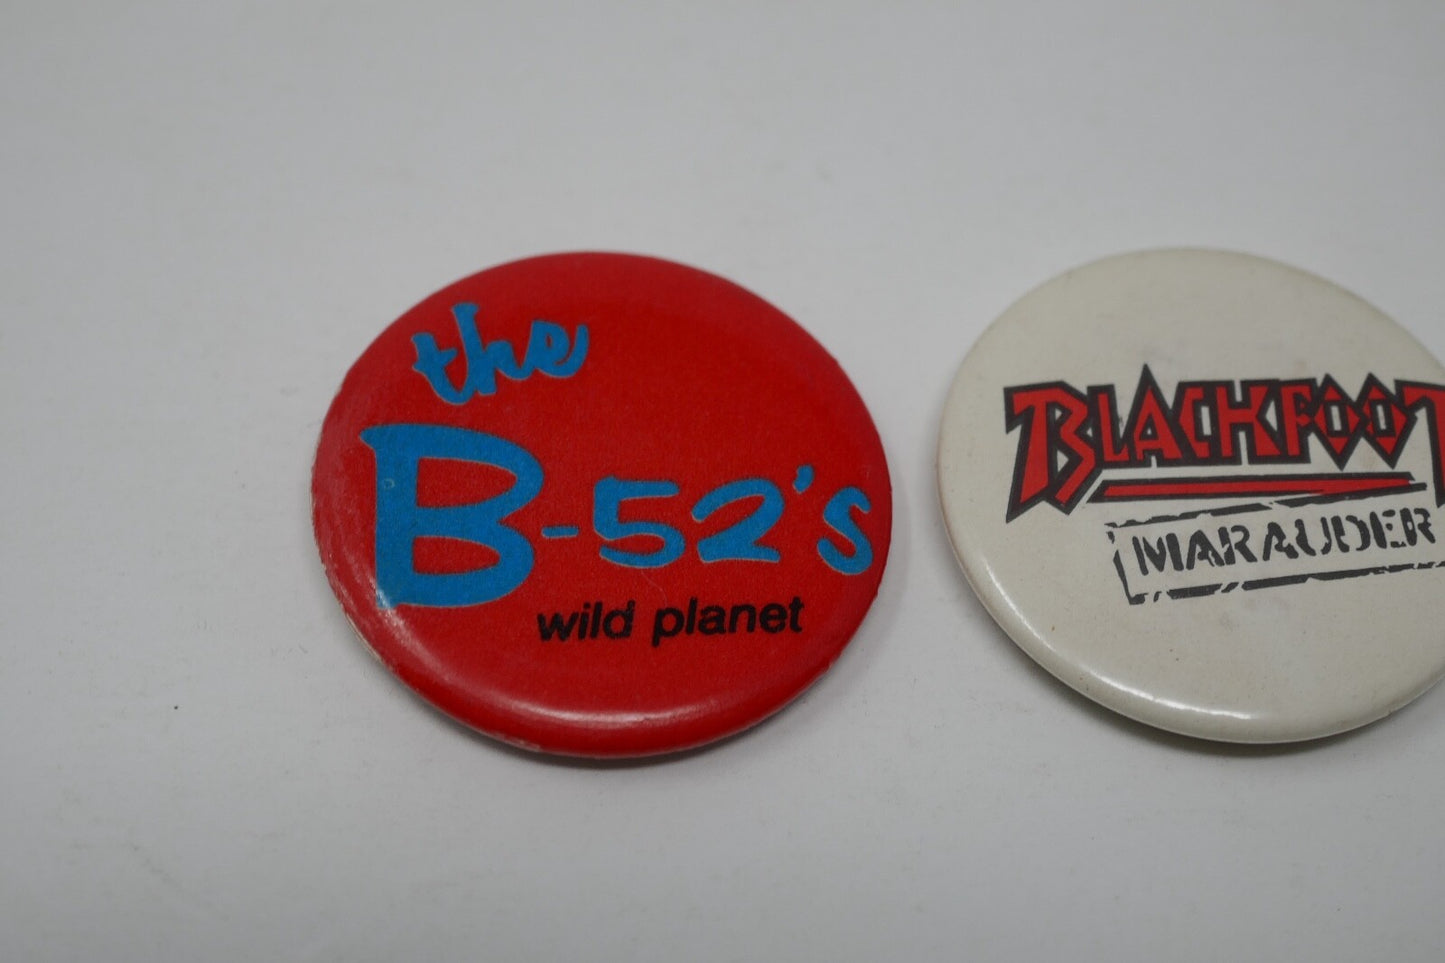 the
B-52's
wild planet
BLACKFOOT
MARAUDER